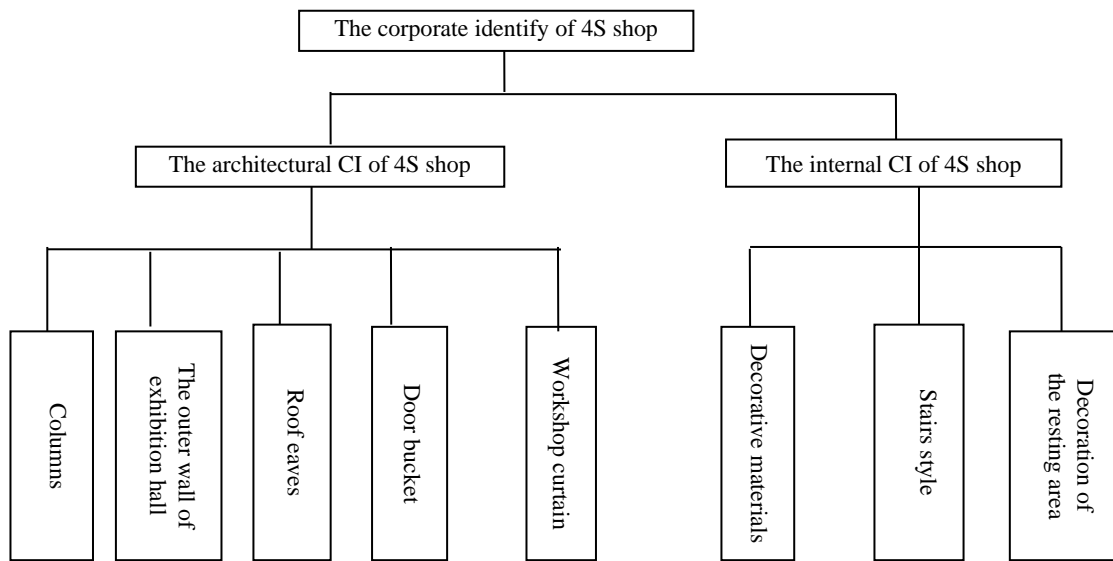 The corporate identify of 4S shop
The architectural CI of 4S shop
The internal CI of 4S shop
Columns
The outer wall of
exhibition hall
Roof eaves
Door bucket
Workshop curtain
Decorative materials
Stairs style
Decoration of
the resting area